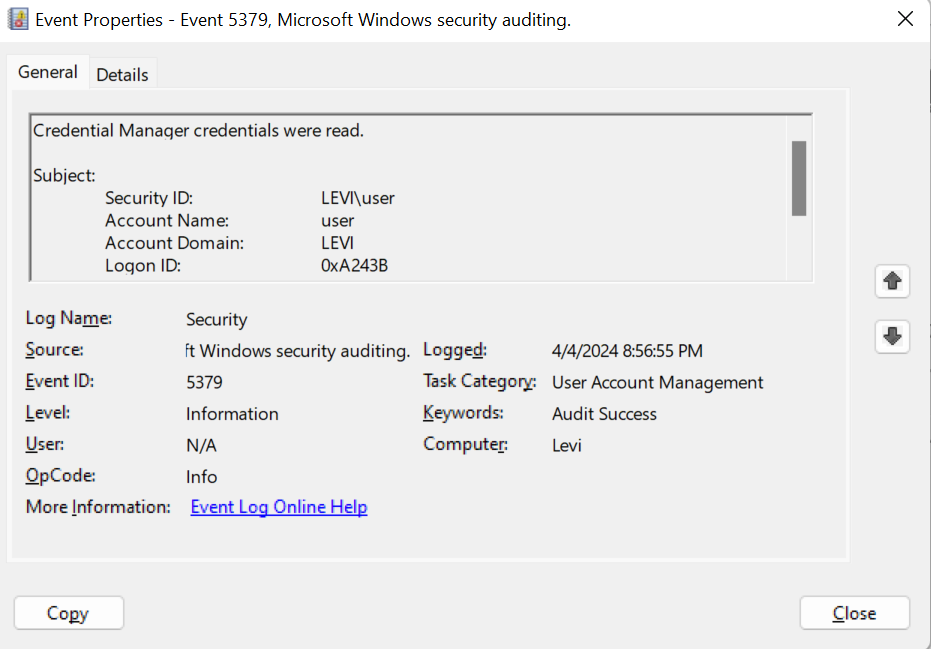 Event Properties - Event 5379, Microsoft Windows security auditing.
General Details
Credential Manager credentials were read.
Subject:
Security ID: LEVI\user
Account Name: user
Account Domain: LEVI
Logon ID: 0xA243B
Log Name: Security
Source: ft Windows security auditing. Logged: 4/4/2024 8:56:55 PM
Event ID: 5379 Task Category: User Account Management
Level: Information Keywords: Audit Success
User: N/A Computer: Levi
OpCode: Info
More Information: Event Log Online Help
Copy Close